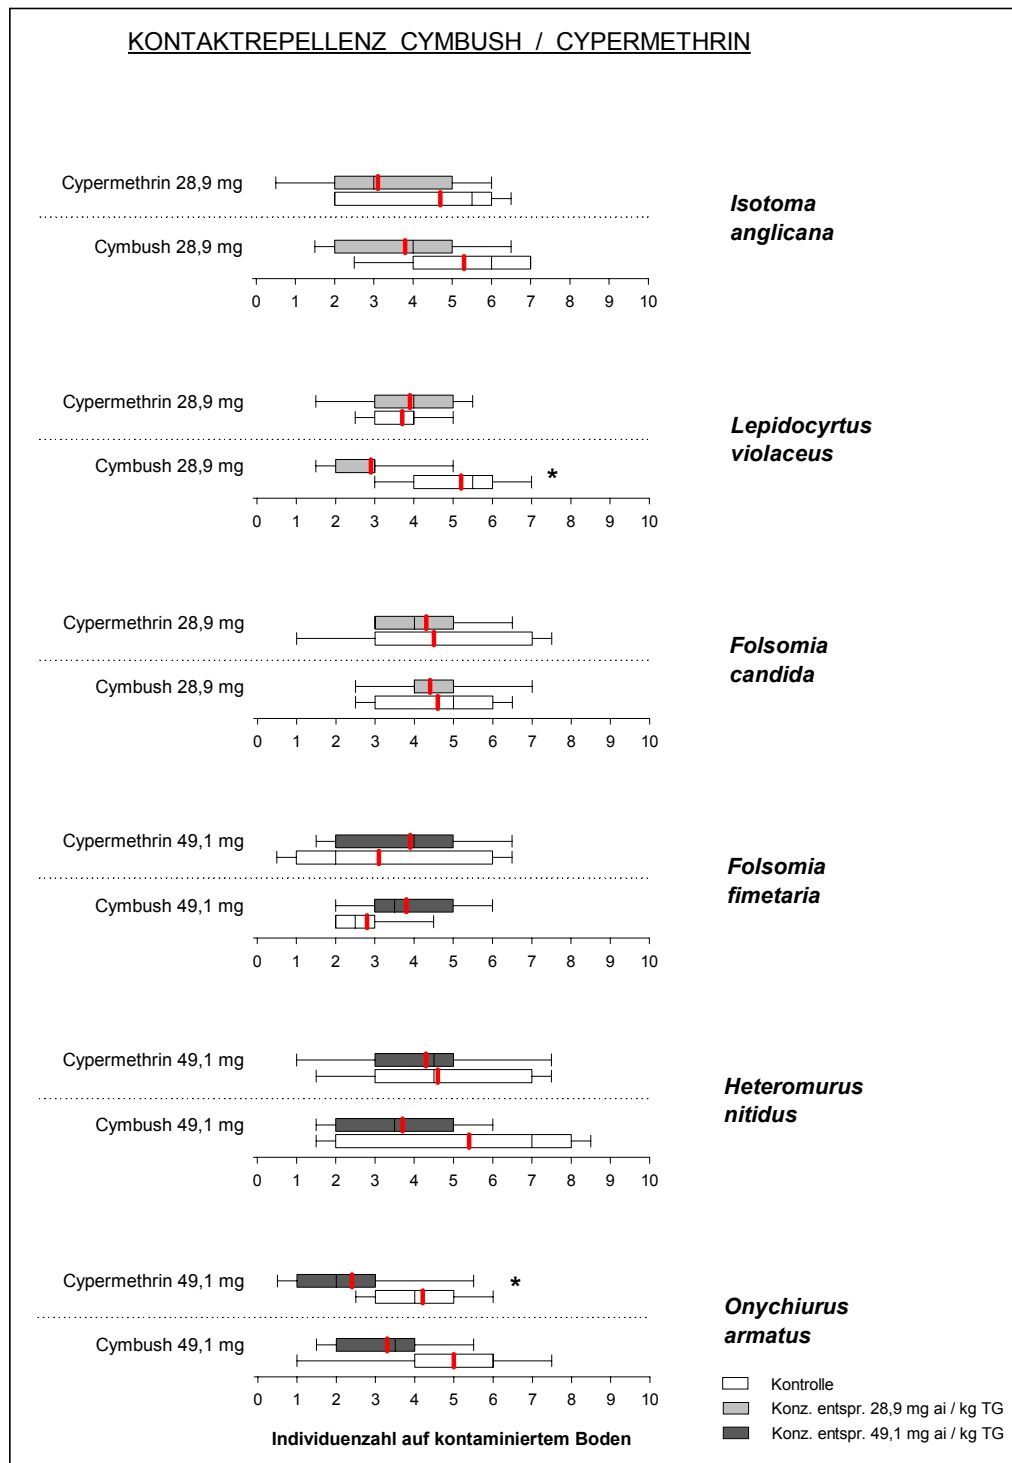 KONTAKTREPELLENZ CYMBUSH / CYPERMETHRIN
Cypermethrin 28,9 mg
Cymbush 28,9 mg
0 1 2 3 4 5 6 7 8 9 10
Isotoma
anglicana
Cypermethrin 28,9 mg
Cymbush 28,9 mg
*
0 1 2 3 4 5 6 7 8 9 10
Lepidocyrtus
violaceus
Cypermethrin 28,9 mg
Cymbush 28,9 mg
0 1 2 3 4 5 6 7 8 9 10
Folsomia
candida
Cypermethrin 49,1 mg
Cymbush 49,1 mg
0 1 2 3 4 5 6 7 8 9 10
Folsomia
fimetaria
Cypermethrin 49,1 mg
Cymbush 49,1 mg
0 1 2 3 4 5 6 7 8 9 10
Heteromurus
nitidus
Cypermethrin 49,1 mg
*
Cymbush 49,1 mg
0 1 2 3 4 5 6 7 8 9 10
Onychiurus
armatus
Individuenzahl auf kontaminiertem Boden
Kontrolle
Konz. entspr. 28,9 mg ai / kg TG
Konz. entspr. 49,1 mg ai / kg TG